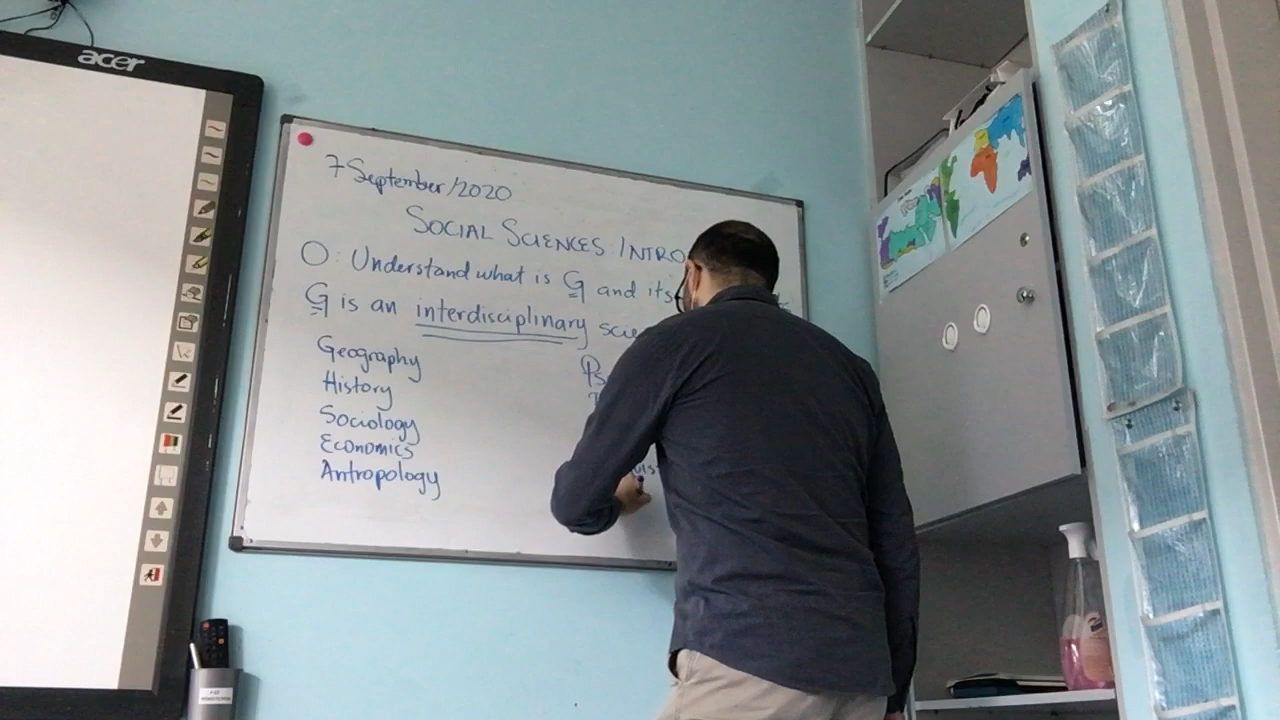 acer
7 September/2020
SOCIAL SCIENCES INTRO
O: Understand what is G and its
G is an interdisciplinary
Geography
History
Sociology
Economics
Antropology